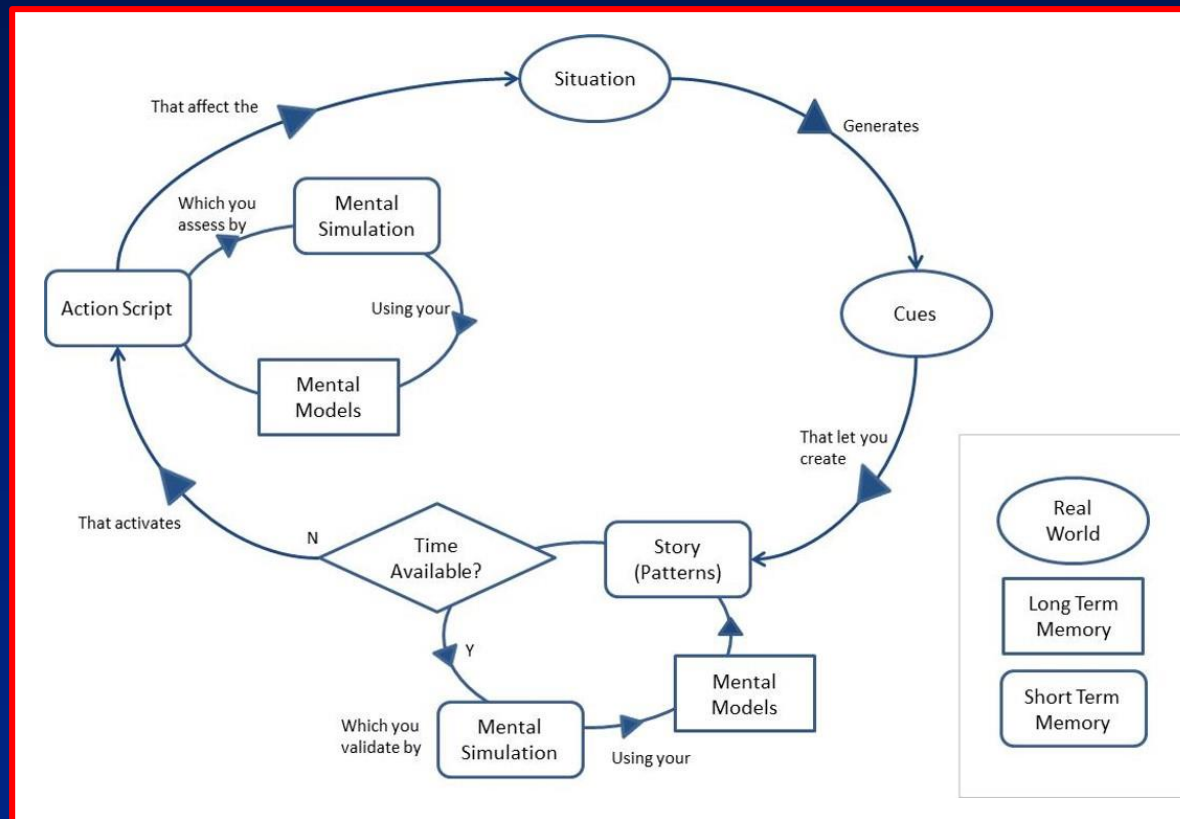 Situation
That affect the
Generates
Which you
assess by
Mental
Simulation
Action Script
Using your
Cues
Mental
Models
That let you
create
That activates
N
Time
Available?
Story
(Patterns)
Y
Mental
Models
Which you
validate by
Mental
Simulation
Using your
Real
World
Long Term
Memory
Short Term
Memory